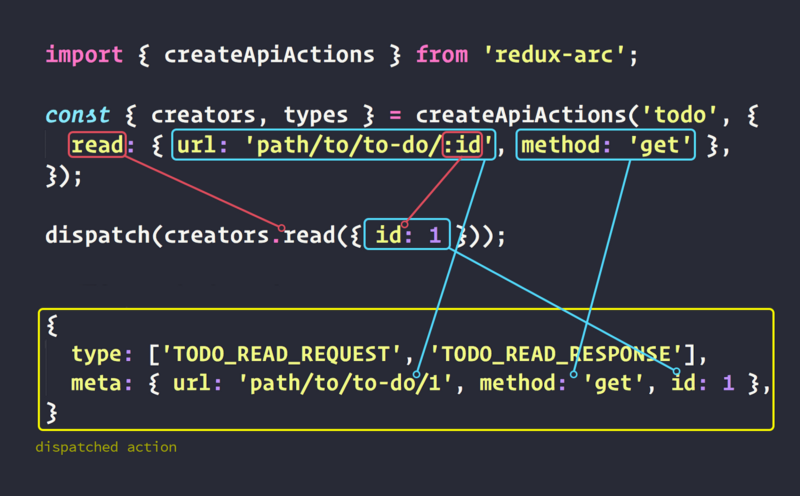 import { createApiActions } from 'redux-arc';
const { creators, types } = createApiActions('todo', {
read: { url: 'path/to/to-do/:id', method: 'get' },
});
dispatch(creators.read({ id: 1 }));
{
type: ['TODO_READ_REQUEST', 'TODO_READ_RESPONSE'],
meta: { url: 'path/to/to-do/1', method: 'get', id: 1 },
}
dispatched action